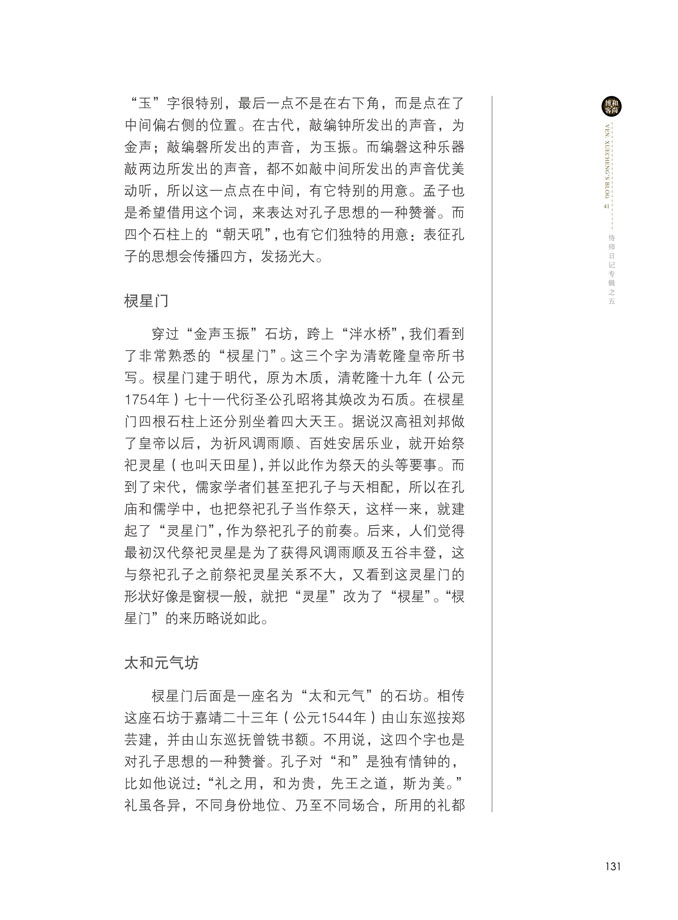 “玉”字很特别，最后一点不是在右下角，而是点在了
中间偏右侧的位置。在古代，敲编钟所发出的声音，为
金声；敲编磬所发出的声音，为玉振。而编磬这种乐器
敲两边所发出的声音，都不如敲中间所发出的声音优美
动听，所以这一点点在中间，有它特别的用意。孟子也
是希望借用这个词，来表达对孔子思想的一种赞誉。而
四个石柱上的“朝天吼”，也有它们独特的用意：表征孔
子的思想会传播四方，发扬光大。
棂星门
穿过“金声玉振”石坊，跨上“泮水桥”，我们看到
了非常熟悉的“棂星门”。这三个字为清乾隆皇帝所书
写。棂星门建于明代，原为木质，清乾隆十九年（公元
1754年）七十一代衍圣公孔昭将其焕改为石质。在棂星
门四根石柱上还分别坐着四大天王。据说汉高祖刘邦做
了皇帝以后，为祈风调雨顺、百姓安居乐业，就开始祭
祀灵星（也叫天田星），并以此作为祭天的头等要事。而
到了宋代，儒家学者们甚至把孔子与天相配，所以在孔
庙和儒学中，也把祭祀孔子当作祭天，这样一来，就建
起了“灵星门”，作为祭祀孔子的前奏。后来，人们觉得
最初汉代祭祀灵星是为了获得风调雨顺及五谷丰登，这
与祭祀孔子之前祭祀灵星关系不大，又看到这灵星门的
形状好像是窗棂一般，就把“灵星”改为了“棂星”。“棂
星门”的来历略说如此。
太和元气坊
棂星门后面是一座名为“太和元气”的石坊。相传
这座石坊于嘉靖二十三年（公元1544年）由山东巡按郑
芸建，并由山东巡抚曾铣书额。不用说，这四个字也是
对孔子思想的一种赞誉。孔子对“和”是独有情钟的，
比如他说过：“礼之用，和为贵，先王之道，斯为美。”
礼虽各异，不同身份地位、乃至不同场合，所用的礼都
博和
客尚
VEN. XUECHENG'S BLOG
41
侍师日记专辑之五
131